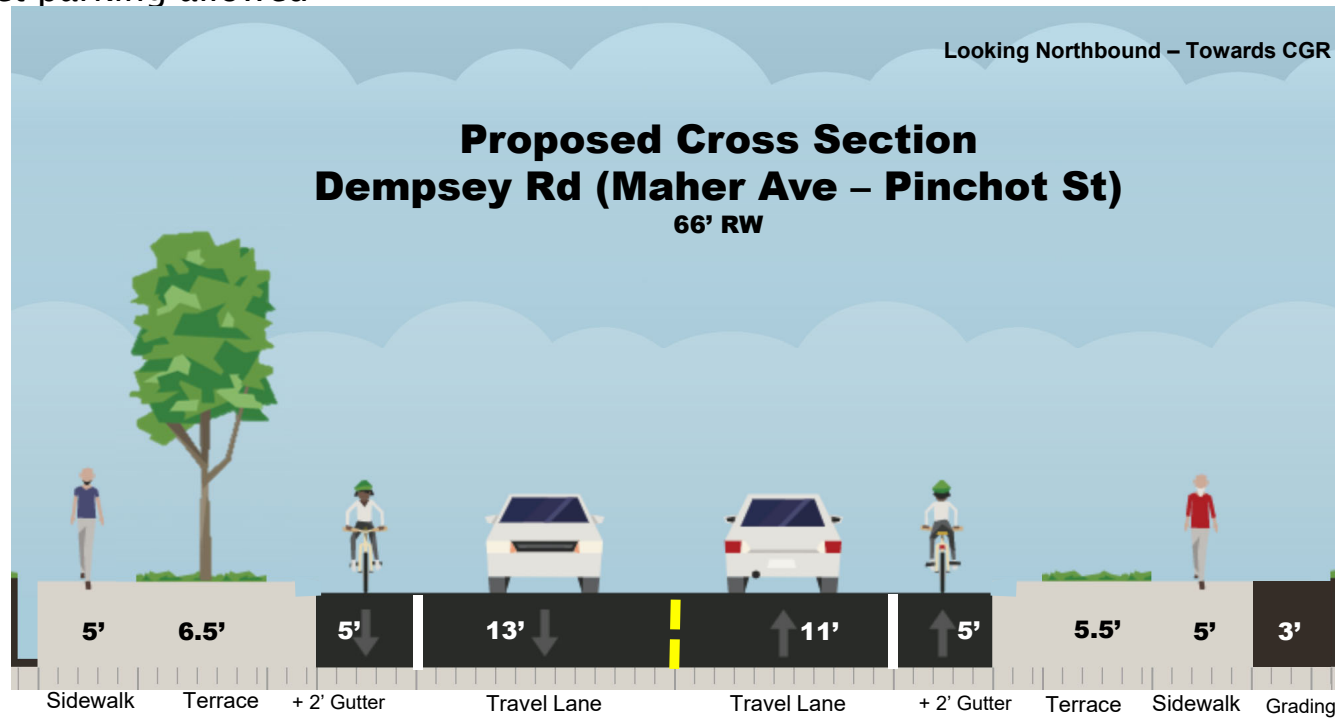 Looking Northbound – Towards CGR
Proposed Cross Section
Dempsey Rd (Maher Ave – Pinchot St)
66’ RW
5’ 6.5’ 5’ 13’ 11’ 5’ 5.5’ 5’ 3’
Sidewalk Terrace + 2’ Gutter Travel Lane Travel Lane + 2’ Gutter Terrace Sidewalk Grading